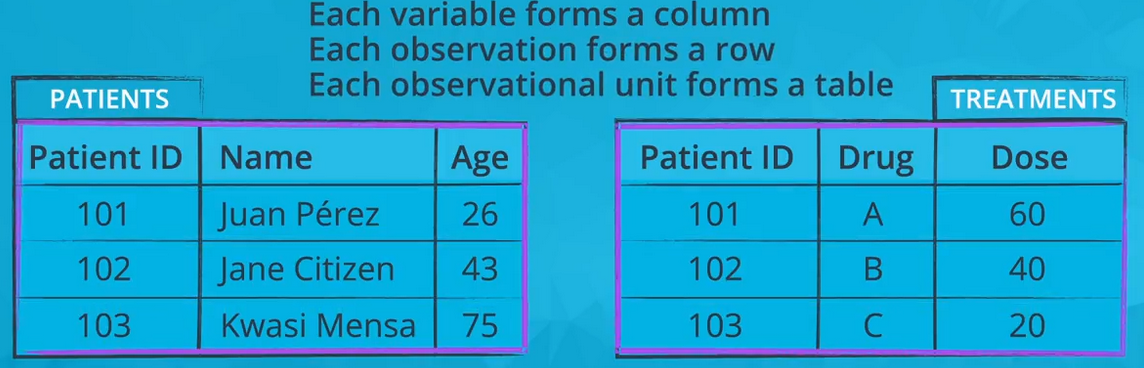 Each variable forms a column
Each observation forms a row
Each observational unit forms a table
PATIENTS
Patient ID Name Age
101 Juan Pérez 26
102 Jane Citizen 43
103 Kwasi Mensa 75
TREATMENTS
Patient ID Drug Dose
101 A 60
102 B 40
103 C 20